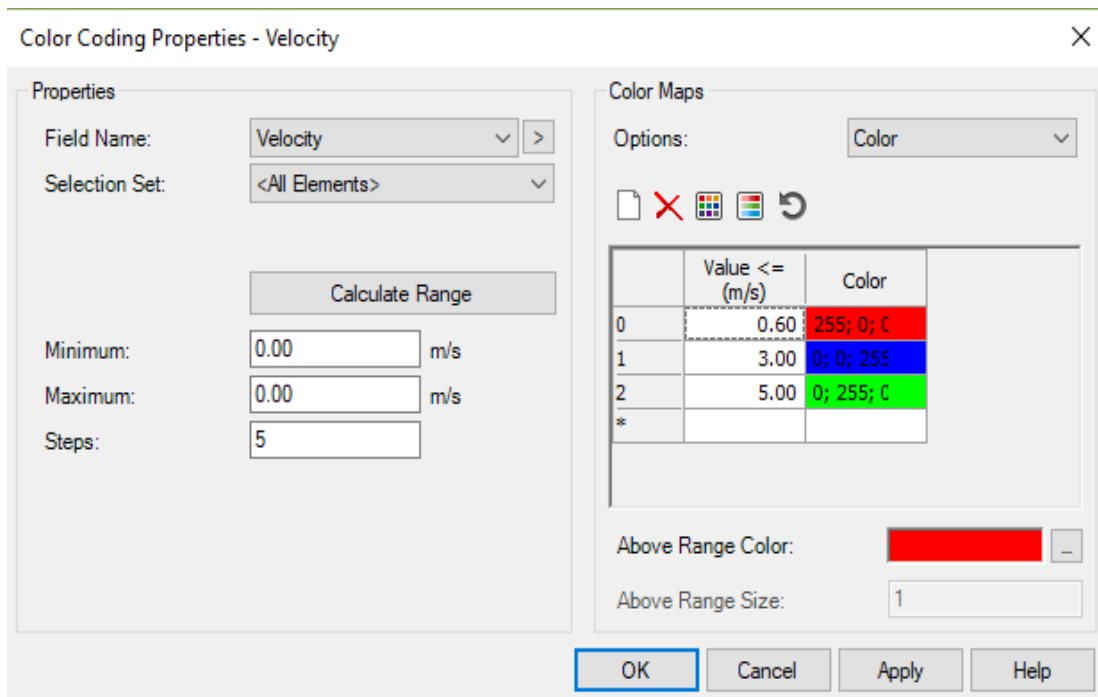 Color Coding Properties - Velocity
Properties
Field Name: Velocity >
Selection Set: <All Elements>
Calculate Range
Minimum: 0.00 m/s
Maximum: 0.00 m/s
Steps: 5
Color Maps
Options: Color
Value <= (m/s) Color
0 0.60 255; 0; 0
1 3.00 0; 0; 255
2 5.00 0; 255; 0
*
Above Range Color: ...
Above Range Size: 1
OK Cancel Apply Help